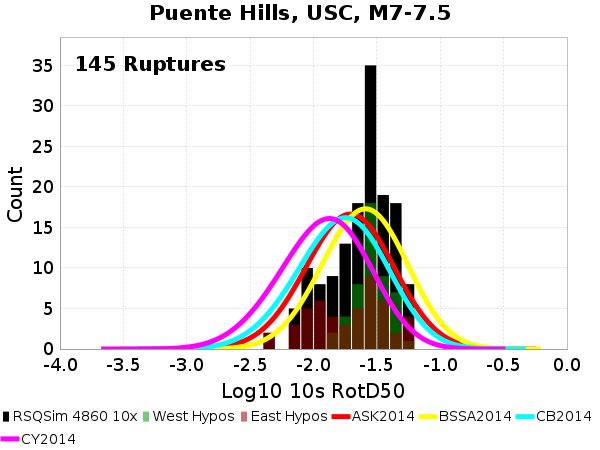 Puente Hills, USC, M7-7.5
145 Ruptures
Count
35
30
25
20
15
10
5
0
-4.0 -3.5 -3.0 -2.5 -2.0 -1.5 -1.0 -0.5 0.0
Log10 10s RotD50
RSQSim 4860 10x West Hypos East Hypos ASK2014 BSSA2014 CB2014
CY2014